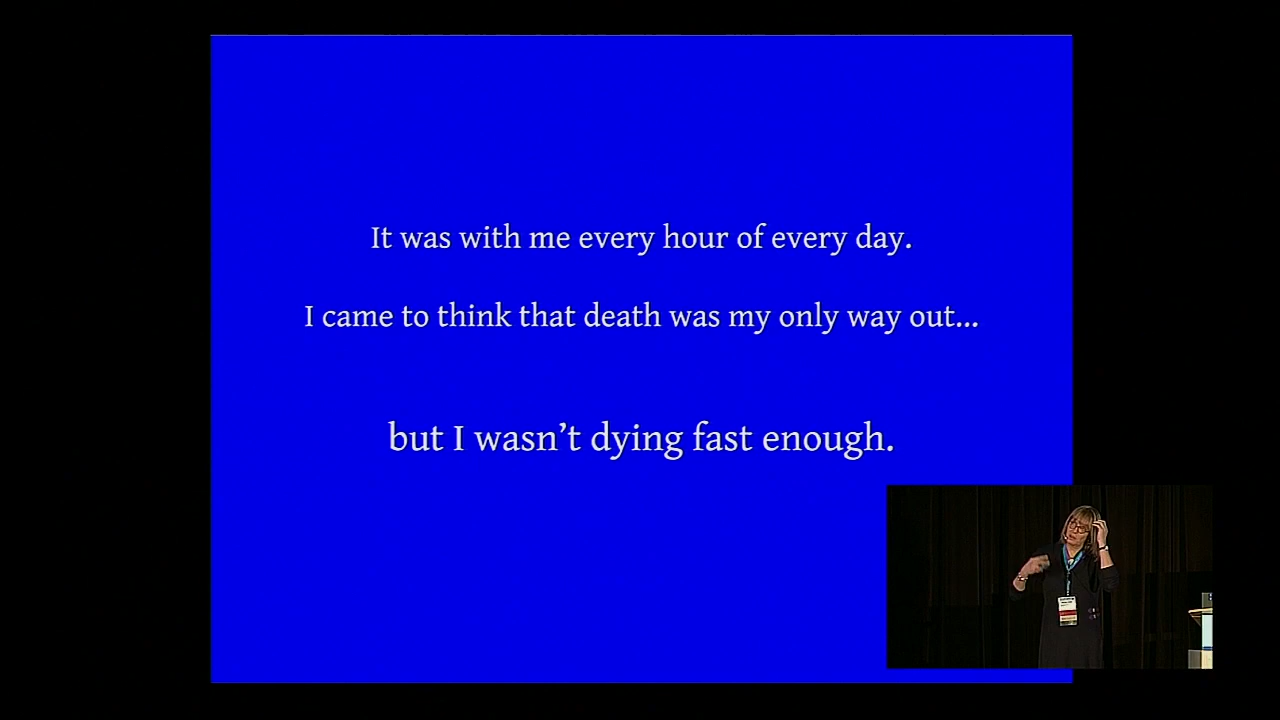 It was with me every hour of every day.
I came to think that death was my only way out...
but I wasn't dying fast enough.